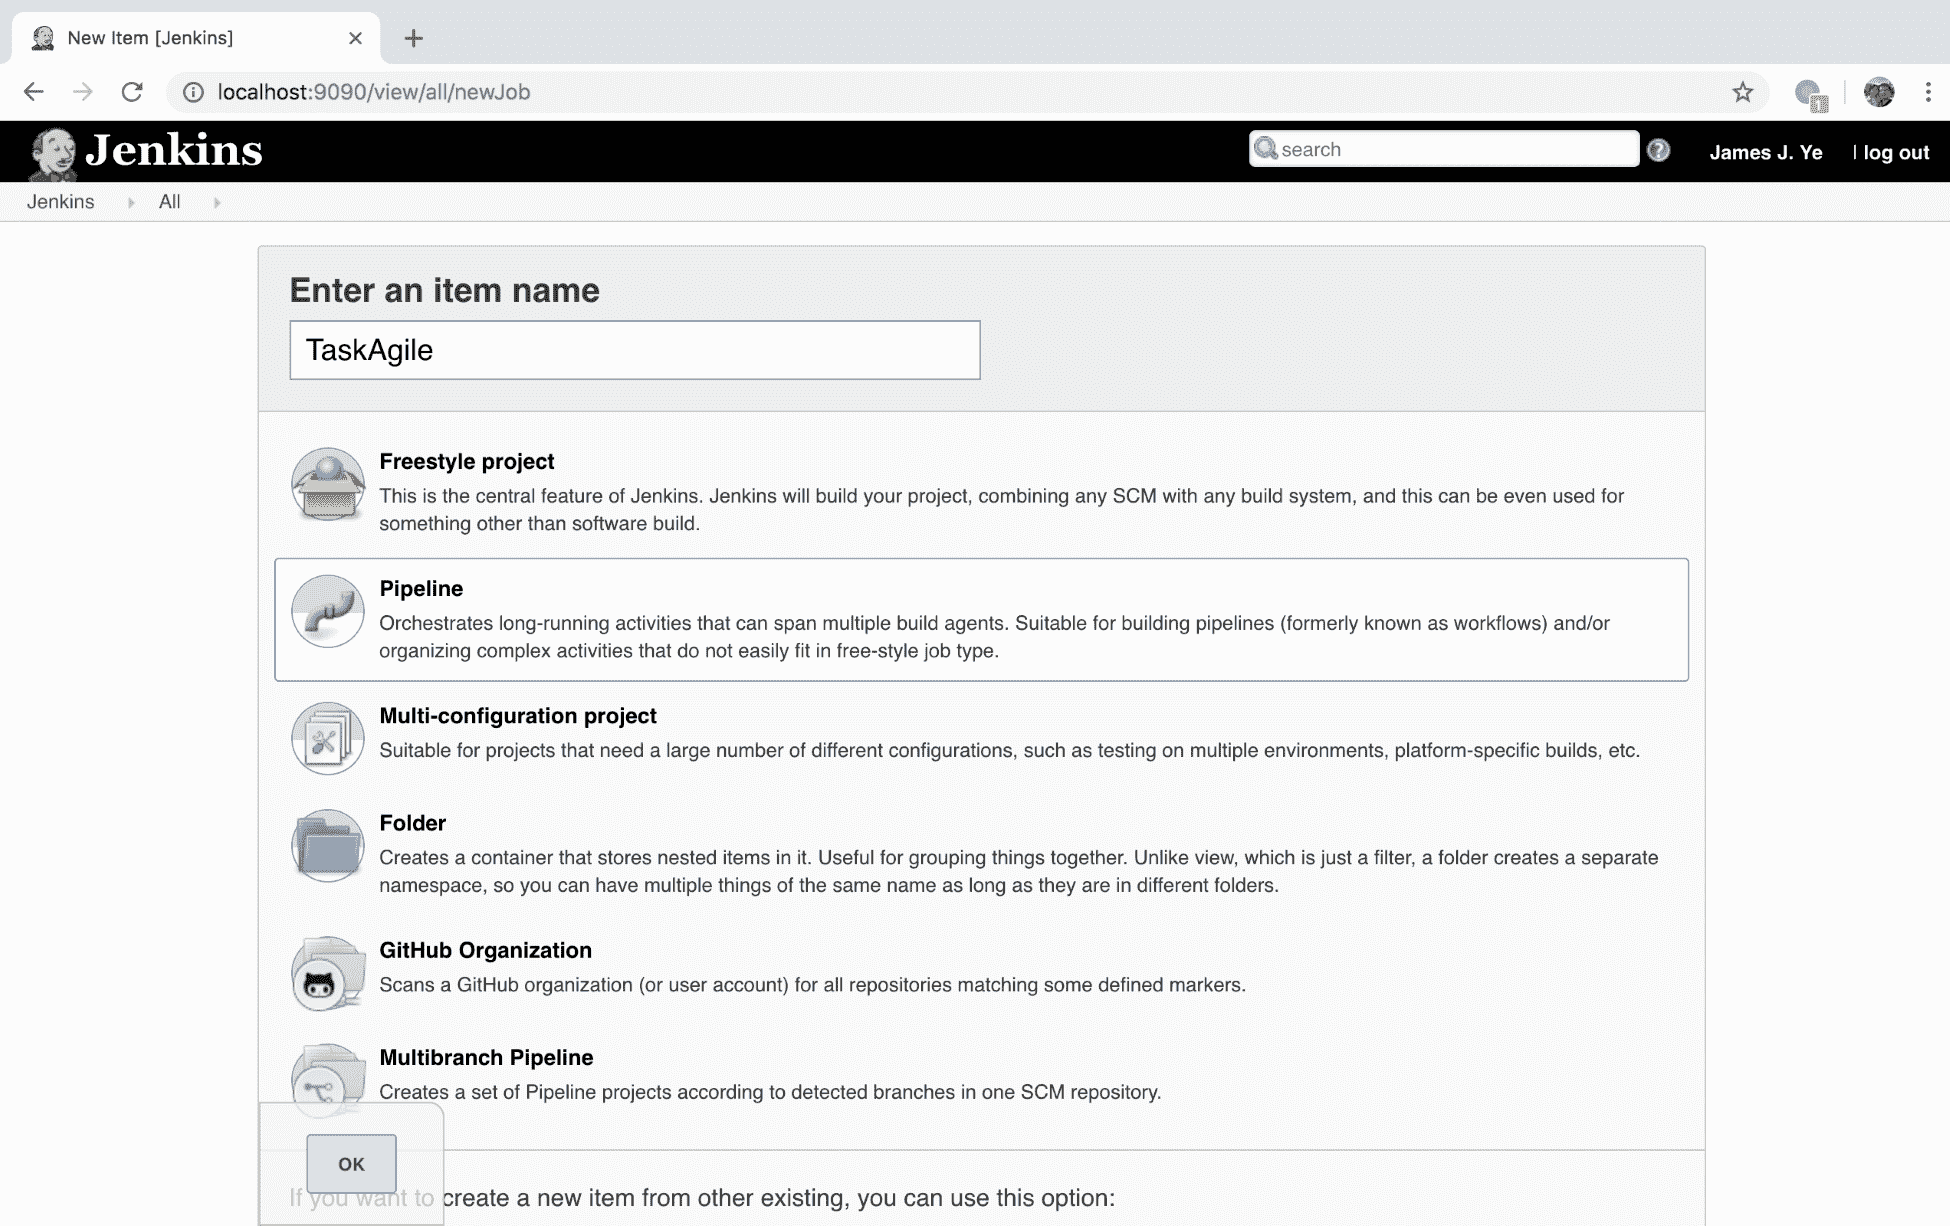 New Item [Jenkins]
localhost:9090/view/all/newJob
1
Jenkins
search
James J. Ye
| log out
Jenkins
All
Enter an item name
TaskAgile
Freestyle project
This is the central feature of Jenkins. Jenkins will build your project, combining any SCM with any build system, and this can be even used for
something other than software build.
Pipeline
Orchestrates long-running activities that can span multiple build agents. Suitable for building pipelines (formerly known as workflows) and/or
organizing complex activities that do not easily fit in free-style job type.
Multi-configuration project
Suitable for projects that need a large number of different configurations, such as testing on multiple environments, platform-specific builds, etc.
Folder
Creates a container that stores nested items in it. Useful for grouping things together. Unlike view, which is just a filter, a folder creates a separate
namespace, so you can have multiple things of the same name as long as they are in different folders.
GitHub Organization
Scans a GitHub organization (or user account) for all repositories matching some defined markers.
Multibranch Pipeline
Creates a set of Pipeline projects according to detected branches in one SCM repository.
OK
If you want to create a new item from other existing, you can use this option: